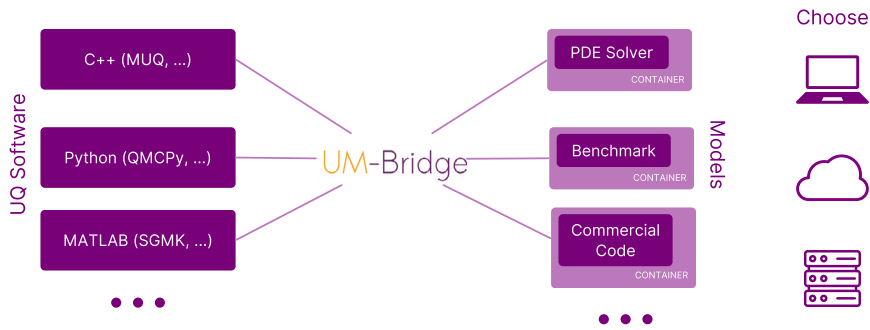 Choose
C++ (MUQ, ...)
PDE Solver
CONTAINER
UQ Software
Python (QMCPy, ...)
UM-Bridge
Benchmark
CONTAINER
Models
MATLAB (SGMK, ...)
Commercial
Code
CONTAINER